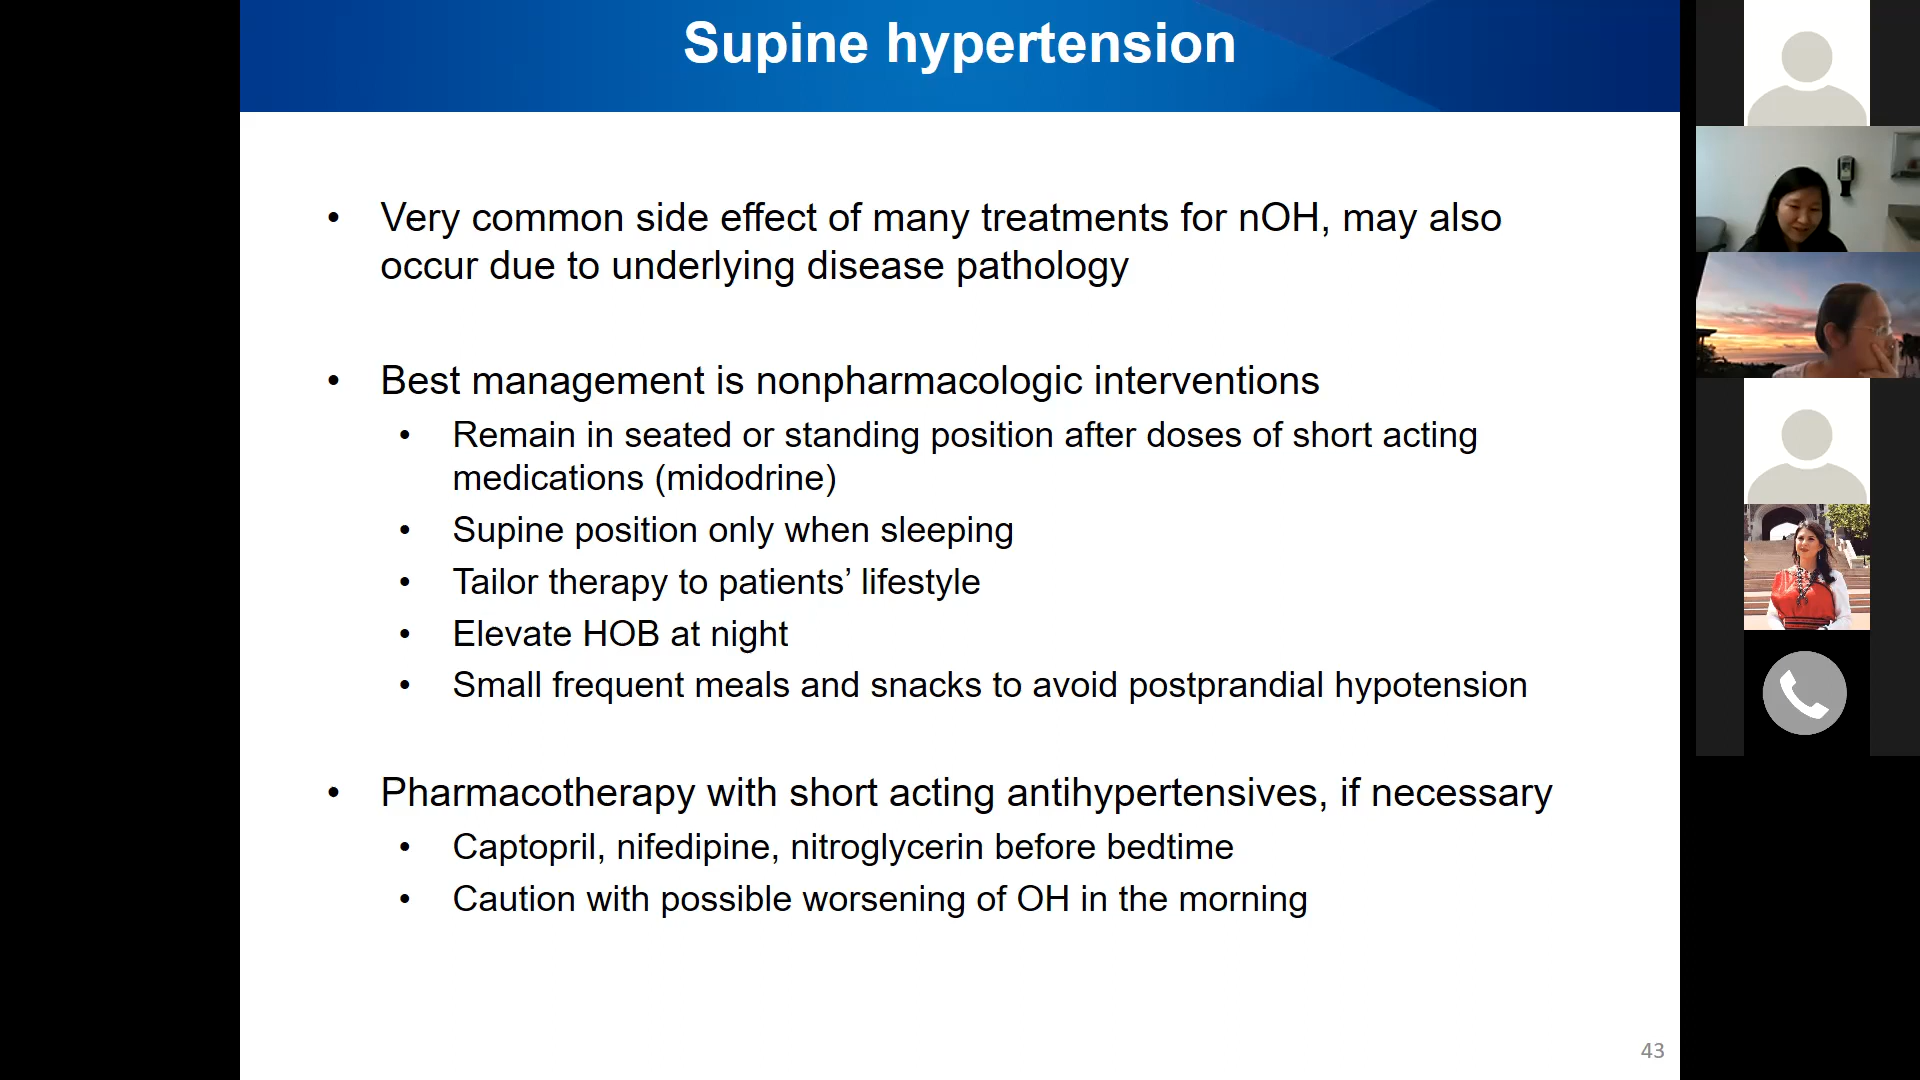 Supine hypertension
• Very common side effect of many treatments for nOH, may also
occur due to underlying disease pathology
• Best management is nonpharmacologic interventions
• Remain in seated or standing position after doses of short acting
medications (midodrine)
• Supine position only when sleeping
• Tailor therapy to patients’ lifestyle
• Elevate HOB at night
• Small frequent meals and snacks to avoid postprandial hypotension
• Pharmacotherapy with short acting antihypertensives, if necessary
• Captopril, nifedipine, nitroglycerin before bedtime
• Caution with possible worsening of OH in the morning
43